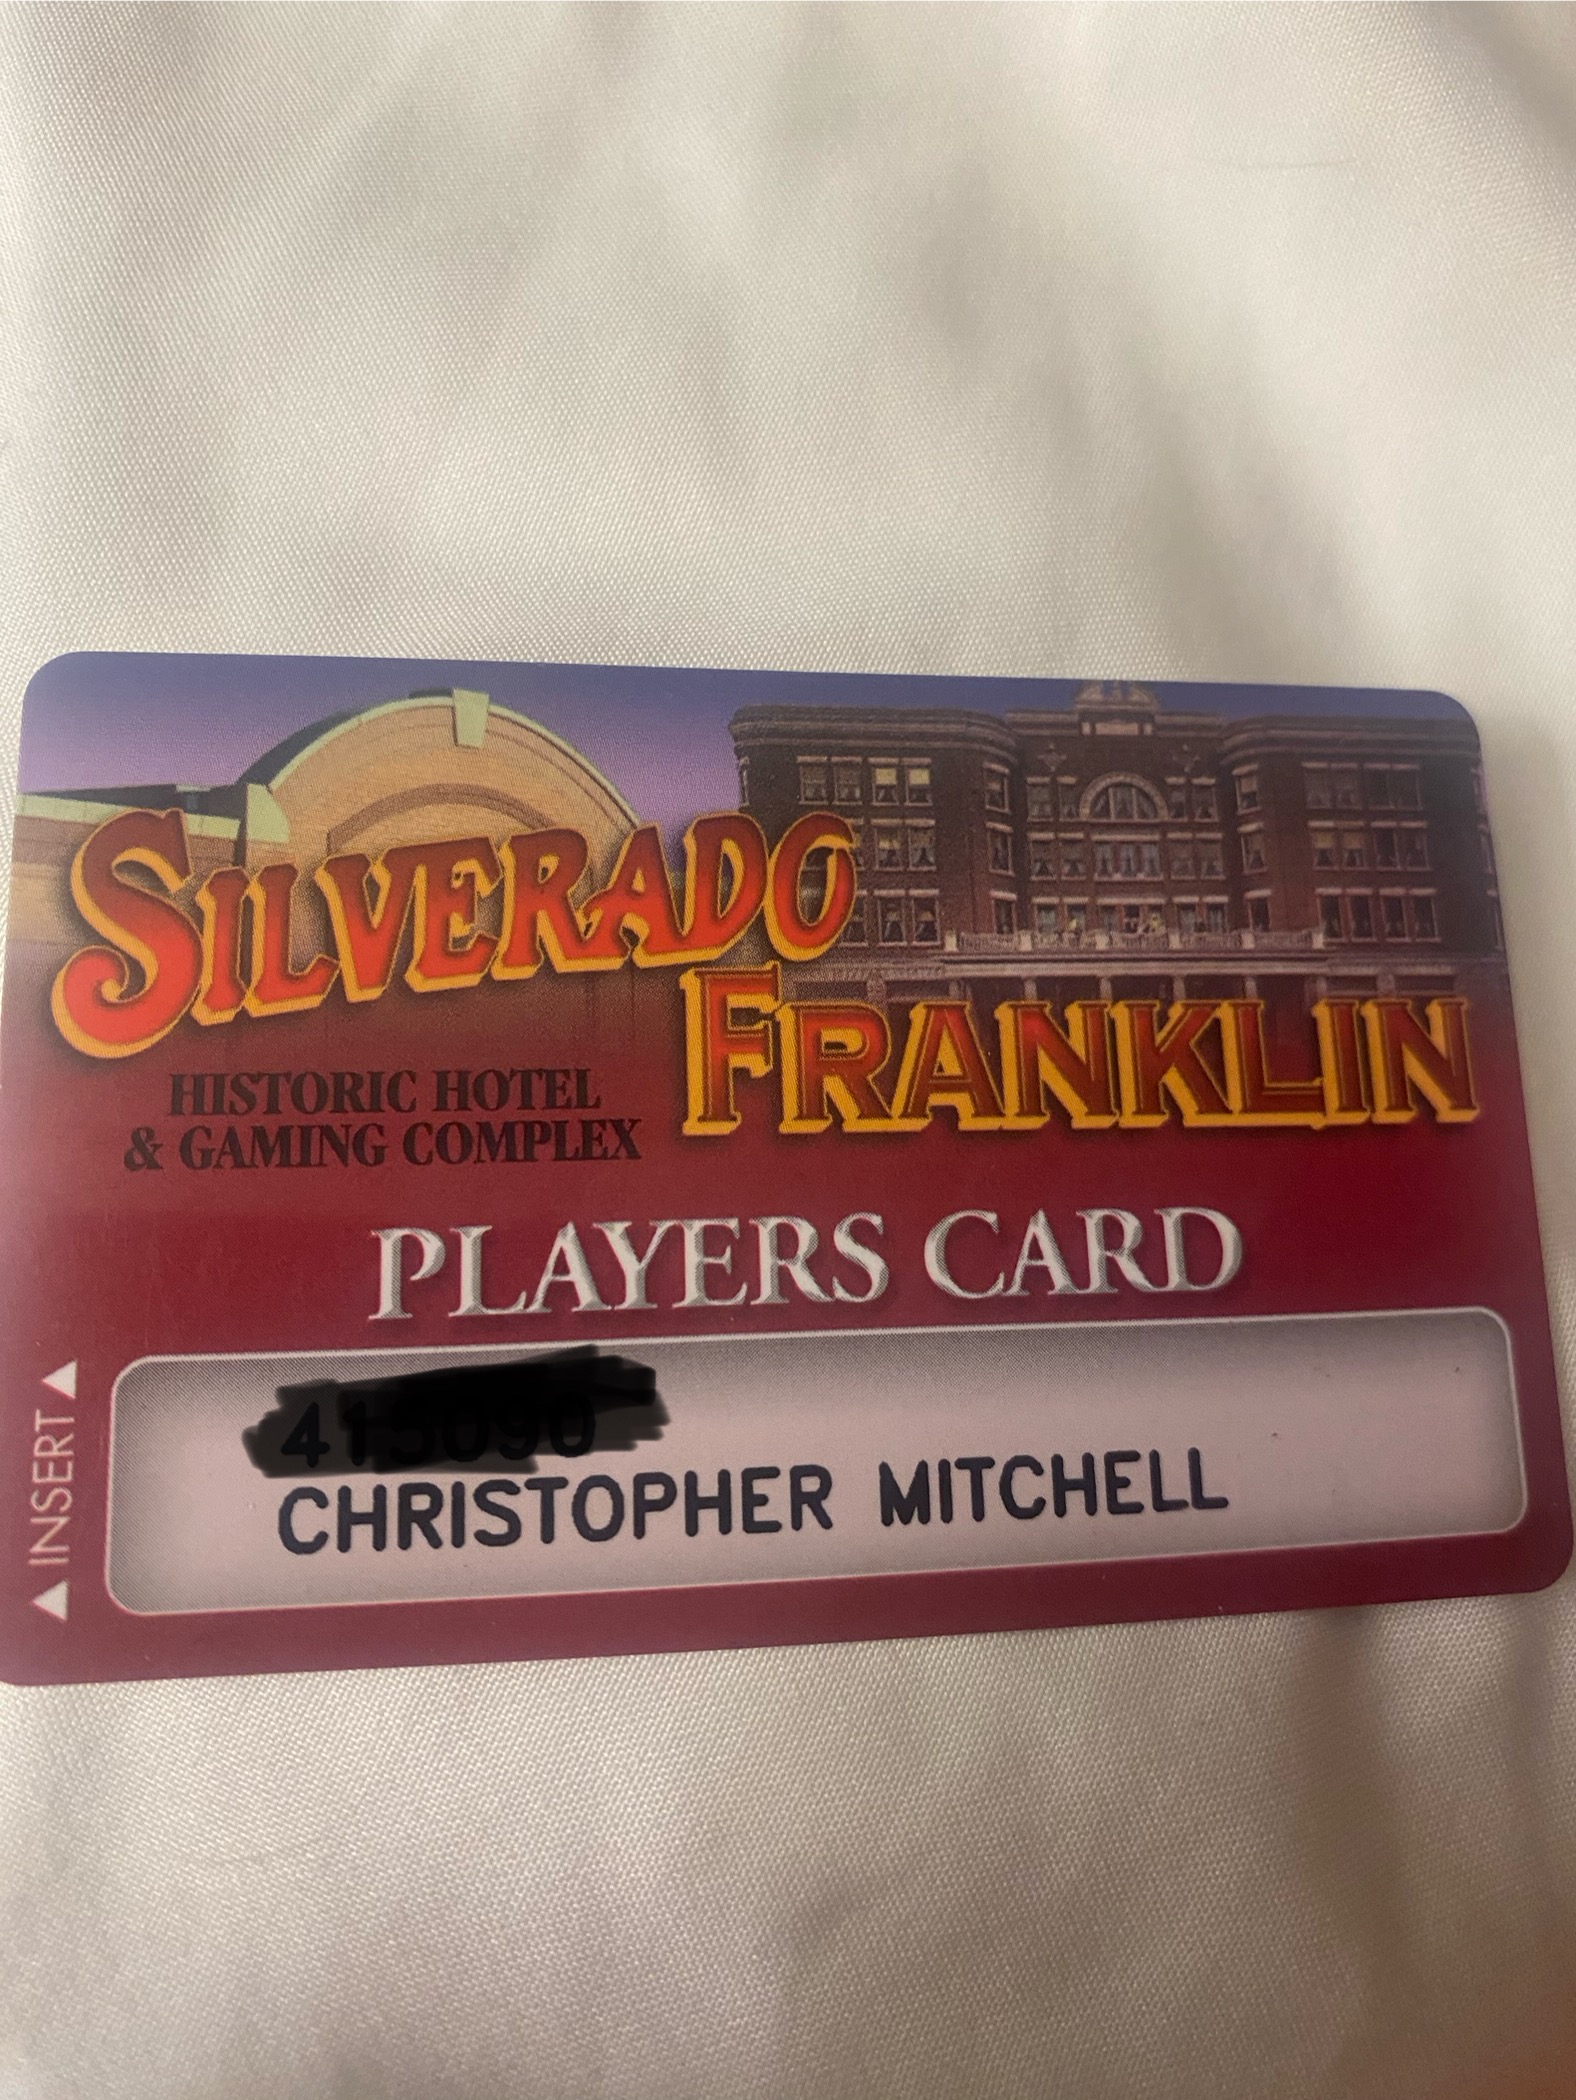 SILVERADO
FRANKLIN
HISTORIC HOTEL
& GAMING COMPLEX
PLAYERS CARD
INSERT
CHRISTOPHER MITCHELL